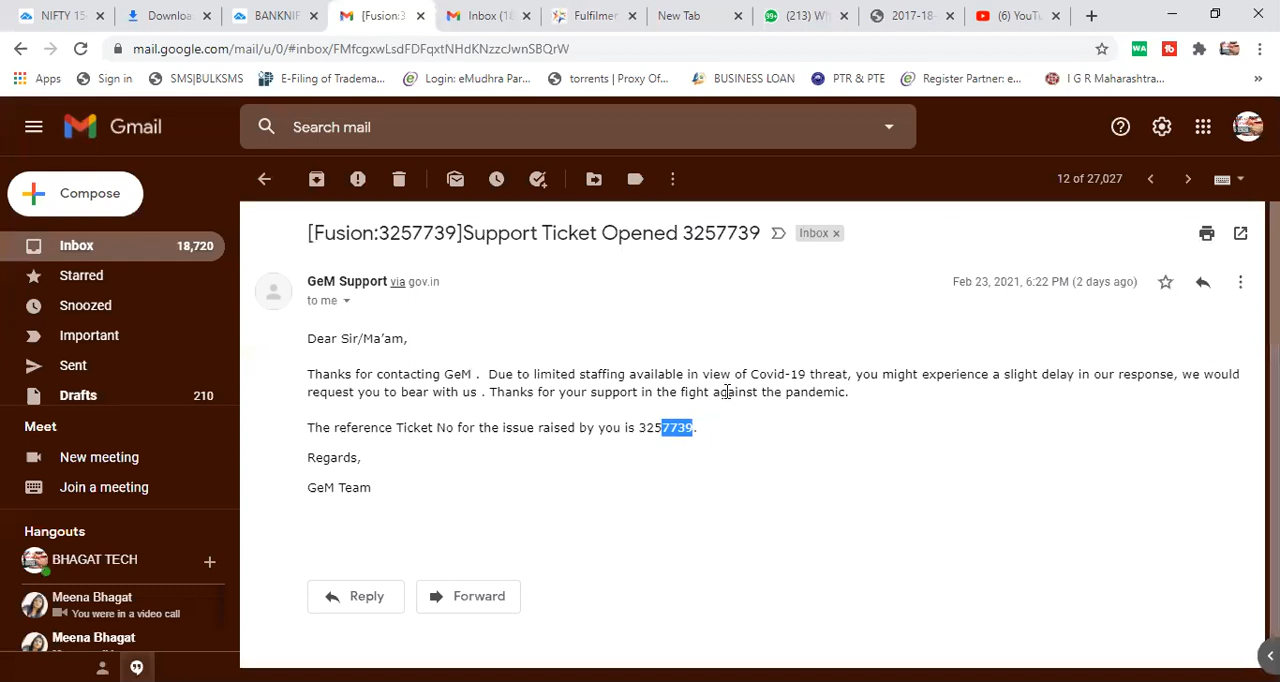 NIFTY 15
Downloa
BANKNIF
[Fusion:3
Inbox (18
Fulfilmer
New Tab
99+
(213) Wh
2017-18-
(6) YouTu
mail.google.com/mail/u/0/#inbox/FMfcgxwLsdFDFqxtNHdKNzzcJwnSBQrW
WA
Apps
Sign in
SMS|BULKSMS
E-Filing of Tradema...
Login: eMudhra Par...
torrents | Proxy Of...
BUSINESS LOAN
PTR & PTE
Register Partner: e...
I G R Maharashtra...
Gmail
Search mail
Compose
12 of 27,027
Inbox 18,720
Starred
Snoozed
Important
Sent
Drafts 210
Meet
New meeting
Join a meeting
Hangouts
BHAGAT TECH
Meena Bhagat
You were in a video call
Meena Bhagat
[Fusion:3257739]Support Ticket Opened 3257739
Inbox ×
GeM Support via gov.in
Feb 23, 2021, 6:22 PM (2 days ago)
to me
Dear Sir/Ma'am,
Thanks for contacting GeM .  Due to limited staffing available in view of Covid-19 threat, you might experience a slight delay in our response, we would
request you to bear with us . Thanks for your support in the fight against the pandemic.
The reference Ticket No for the issue raised by you is 3257739.
Regards,
GeM Team
Reply
Forward